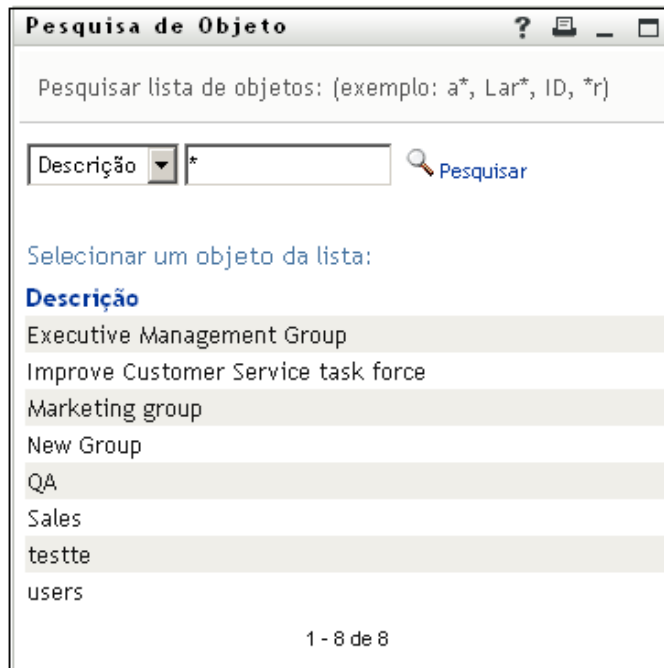 Pesquisa de Objeto ?
Pesquisar lista de objetos: (exemplo: a*, Lar*, ID, *r)
Descrição * Pesquisar
Selecionar um objeto da lista:
Descrição
Executive Management Group
Improve Customer Service task force
Marketing group
New Group
QA
Sales
testte
users
1 - 8 de 8